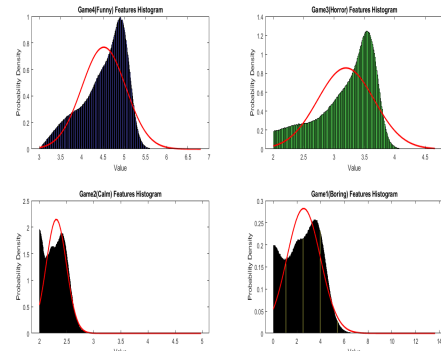 Game4(Funny) Features Histogram
Probability Density
1
0.8
0.6
0.4
0.2
0
3 3.5 4 4.5 5 5.5 6 6.5 7
Value
Game3(Horror) Features Histogram
Probability Density
1.4
1.2
1
0.8
0.6
0.4
0.2
0
2 2.5 3 3.5 4 4.5
Value
Game2(Calm) Features Histogram
Probability Density
2.5
2
1.5
1
0.5
0
2 2.5 3 3.5 4 4.5 5
Value
Game1(Boring) Features Histogram
Probability Density
0.3
0.25
0.2
0.15
0.1
0.05
0
0 2 4 6 8 10 12 14
Value